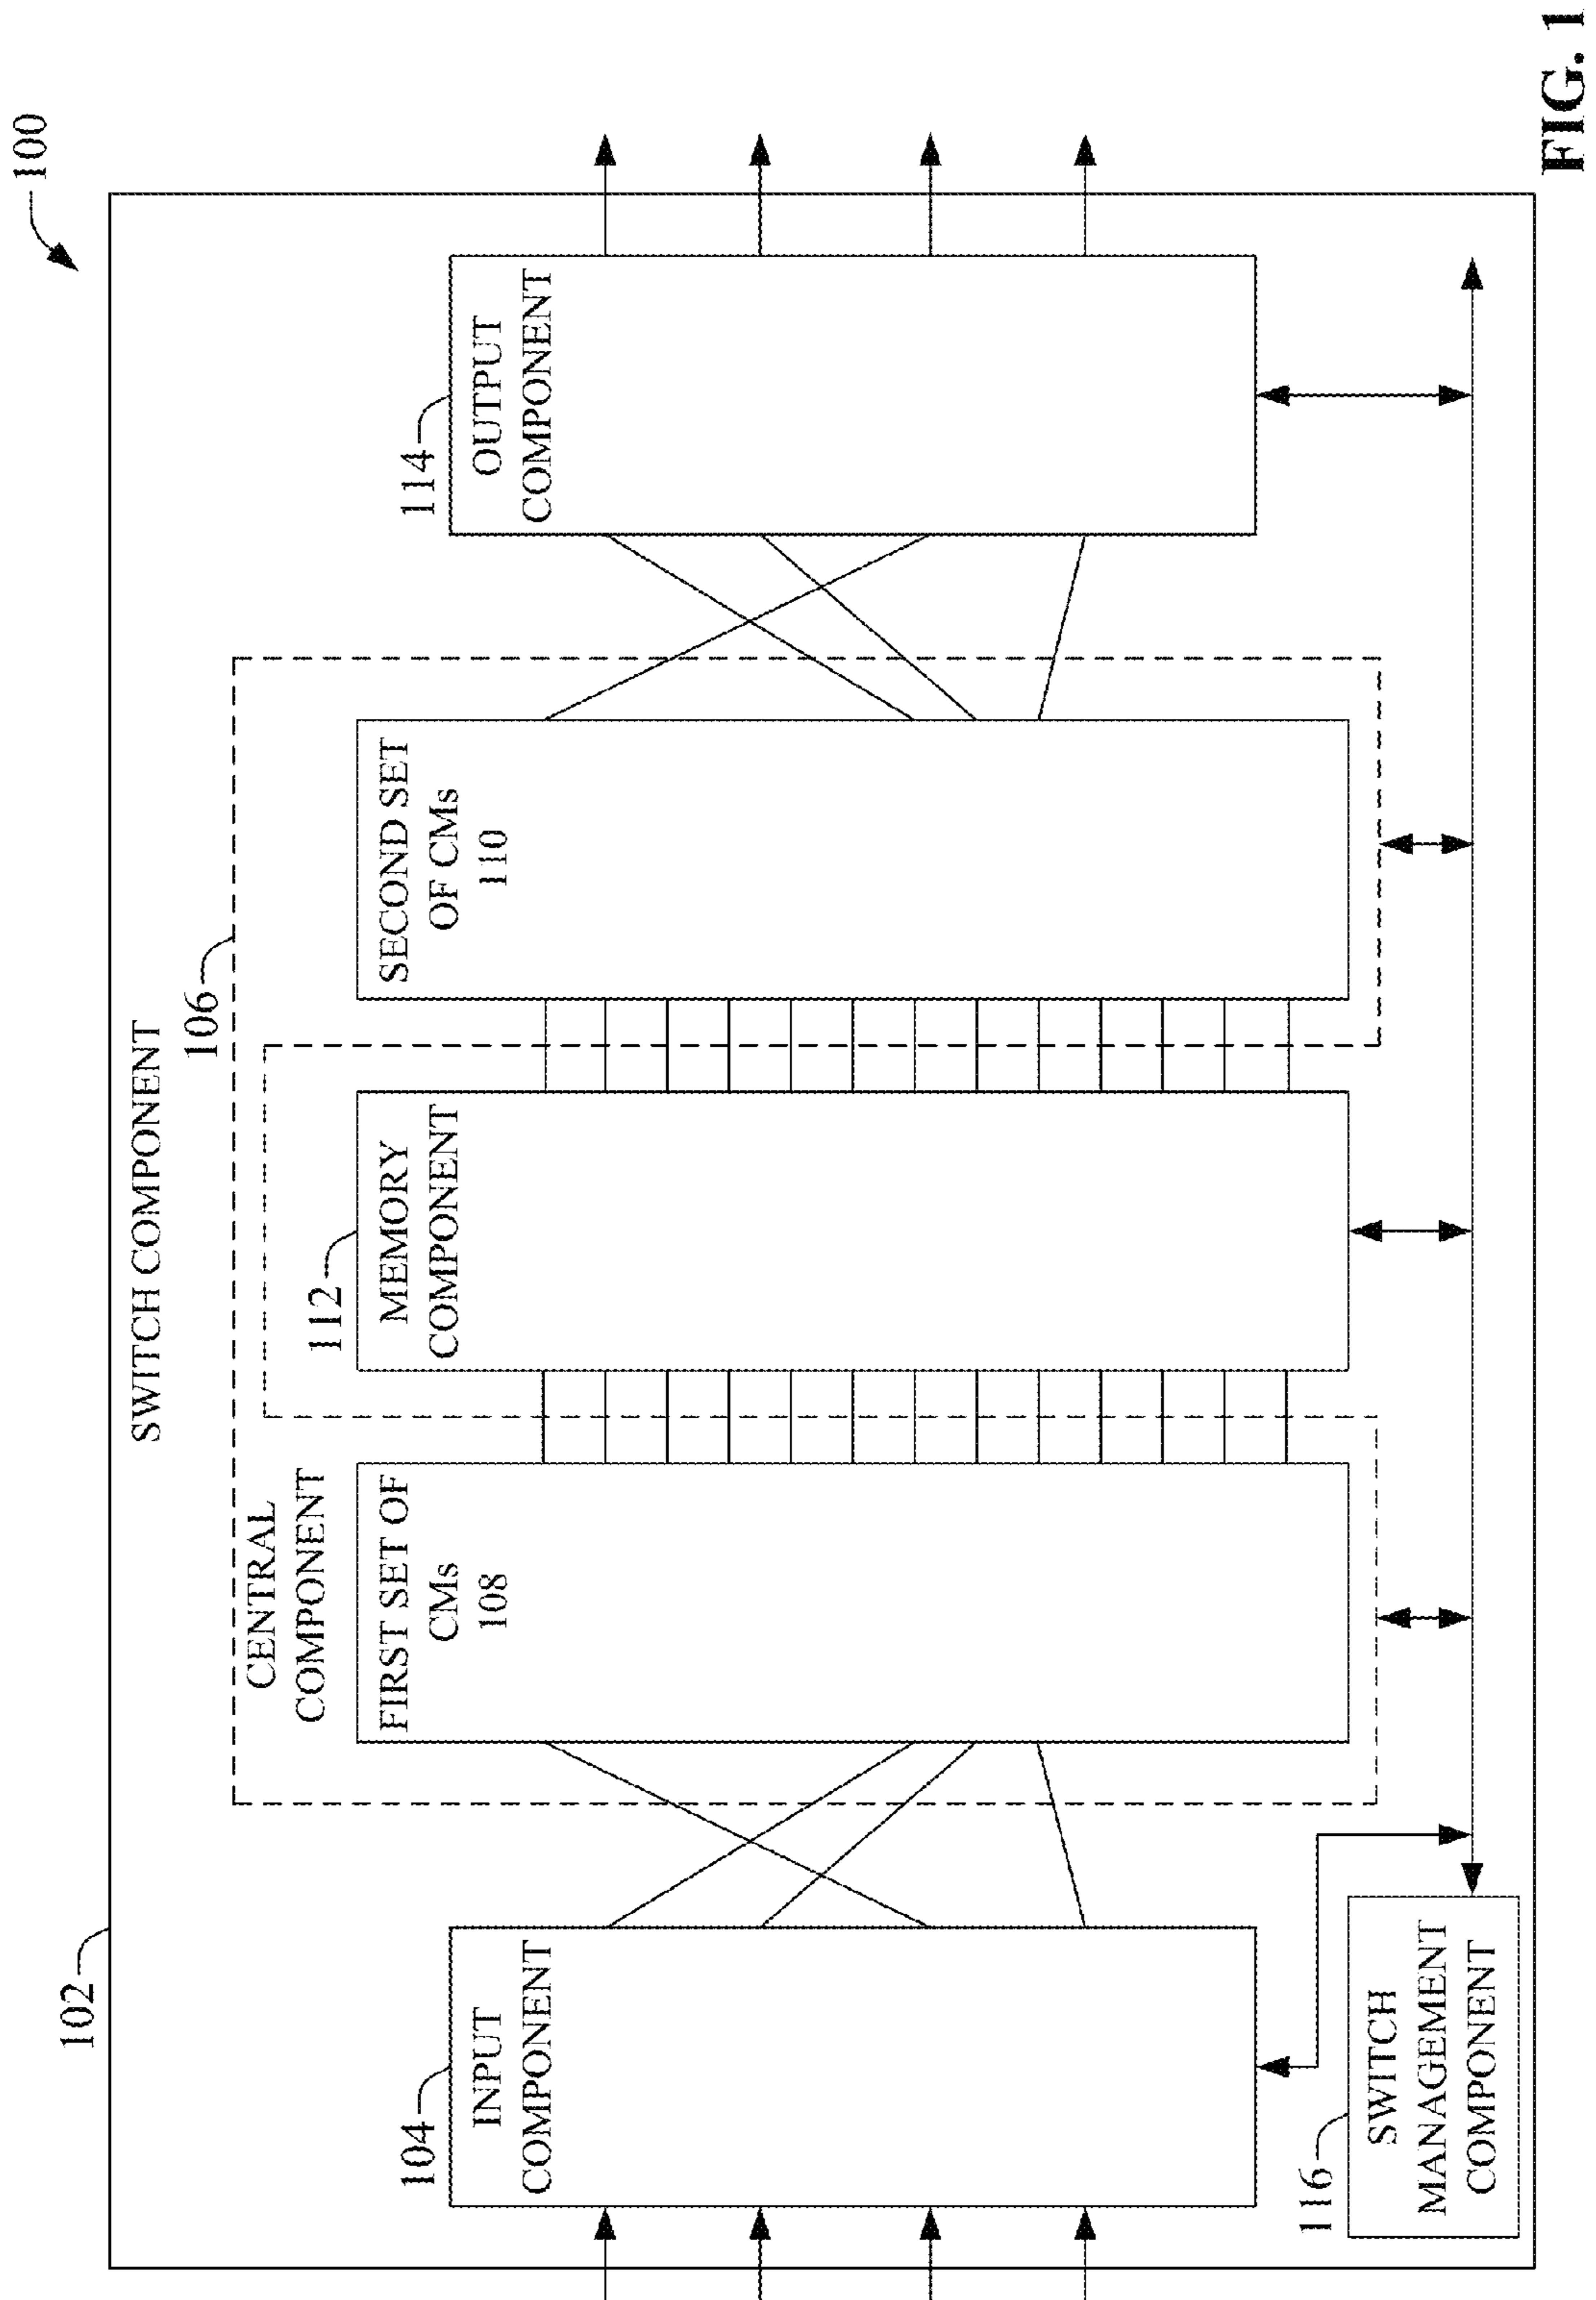 100
102
SWITCH COMPONENT
106
CENTRAL
COMPONENT
104
INPUT
COMPONENT
FIRST SET OF
CMs
108
112
MEMORY
COMPONENT
SECOND SET
OF CMs
110
114
OUTPUT
COMPONENT
116
SWITCH
MANAGEMENT
COMPONENT
FIG. 1